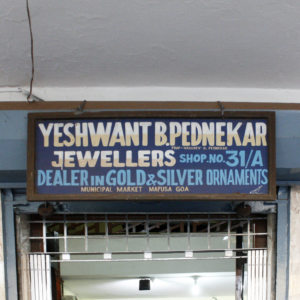 YESHWANT B. PEDNEKAR
JEWELLERS SHOP. NO. 31/A
DEALER IN GOLD & SILVER ORNAMENTS
MUNICIPAL MARKET MAPUSA GOA